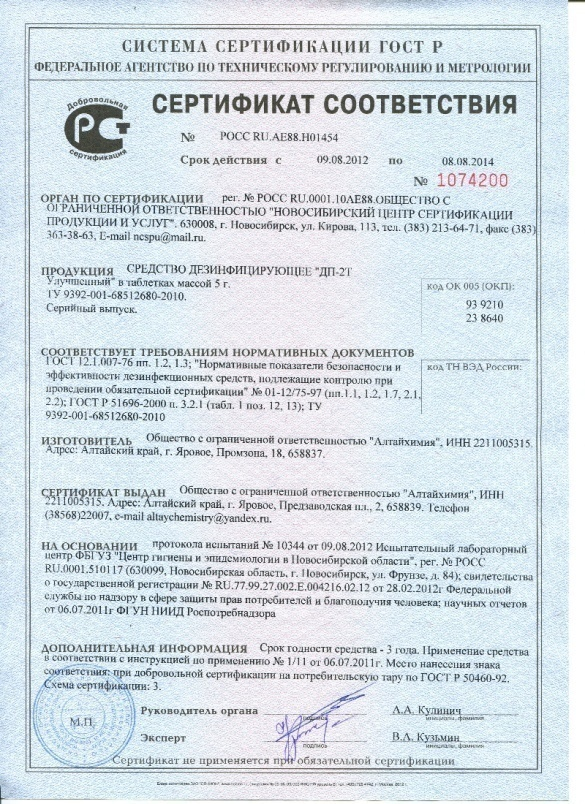 СИСТЕМА СЕРТИФИКАЦИИ ГОСТ Р
ФЕДЕРАЛЬНОЕ АГЕНТСТВО ПО ТЕХНИЧЕСКОМУ РЕГУЛИРОВАНИЮ И МЕТРОЛОГИИ
Добровольная
сертификация
СЕРТИФИКАТ СООТВЕТСТВИЯ
№ РОСС RU.АЕ88.Н01454
Срок действия с 09.08.2012 по 08.08.2014
№ 1074200
ОРГАН ПО СЕРТИФИКАЦИИ рег. № РОСС RU.0001.10АЕ88.ОБЩЕСТВО С
ОГРАНИЧЕННОЙ ОТВЕТСТВЕННОСТЬЮ "НОВОСИБИРСКИЙ ЦЕНТР СЕРТИФИКАЦИИ
ПРОДУКЦИИ И УСЛУГ". 630008, г. Новосибирск, ул. Кирова, 113, тел. (383) 213-64-71, факс (383)
363-38-63, E-mail ncspu@mail.ru.
ПРОДУКЦИЯ СРЕДСТВО ДЕЗИНФИЦИРУЮЩЕЕ "ДП-2Т
Улучшенный" в таблетках массой 5 г.
ТУ 9392-001-68512680-2010.
Серийный выпуск.
код ОК 005 (ОКП):
93 9210
23 8640
СООТВЕТСТВУЕТ ТРЕБОВАНИЯМ НОРМАТИВНЫХ ДОКУМЕНТОВ
ГОСТ 12.1.007-76 пп. 1.2, 1.3; "Нормативные показатели безопасности и
эффективности дезинфекционных средств, подлежащие контролю при
проведении обязательной сертификации" № 01-12/75-97 (пп.1.1, 1.2, 1.7, 2.1,
2.2); ГОСТ Р 51696-2000 п. 3.2.1 (табл. 1 поз. 12, 13); ТУ
9392-001-68512680-2010
код ТН ВЭД России:
ИЗГОТОВИТЕЛЬ Общество с ограниченной ответственностью "Алтайхимия", ИНН 2211005315.
Адрес: Алтайский край, г. Яровое, Промзона, 18, 658837.
СЕРТИФИКАТ ВЫДАН Общество с ограниченной ответственностью "Алтайхимия", ИНН
2211005315. Адрес: Алтайский край, г. Яровое, Предзаводская пл., 2, 658839. Телефон
(38568)22007, e-mail altaychemistry@yandex.ru.
НА ОСНОВАНИИ протокола испытаний № 10344 от 09.08.2012 Испытательный лабораторный
центр ФБГУЗ "Центр гигиены и эпидемиологии в Новосибирской области", рег. № РОСС
RU.0001.510117 (630099, Новосибирская область, г. Новосибирск, ул. Фрунзе, д. 84); свидетельства
о государственной регистрации № RU.77.99.27.002.Е.004216.02.12 от 28.02.2012г Федеральной
службы по надзору в сфере защиты прав потребителей и благополучия человека; научных отчетов
от 06.07.2011г ФГУН НИИД Роспотребнадзора
ДОПОЛНИТЕЛЬНАЯ ИНФОРМАЦИЯ Срок годности средства - 3 года. Применение средства
в соответствии с инструкцией по применению № 1/11 от 06.07.2011г. Место нанесения знака
соответствия: при добровольной сертификации на потребительскую тару по ГОСТ Р 50460-92.
Схема сертификации: 3.
М.П.
Руководитель органа
подпись
А.А. Кулинич
инициалы, фамилия
Эксперт
подпись
В.А. Кузьмин
инициалы, фамилия
Сертификат не применяется при обязательной сертификации